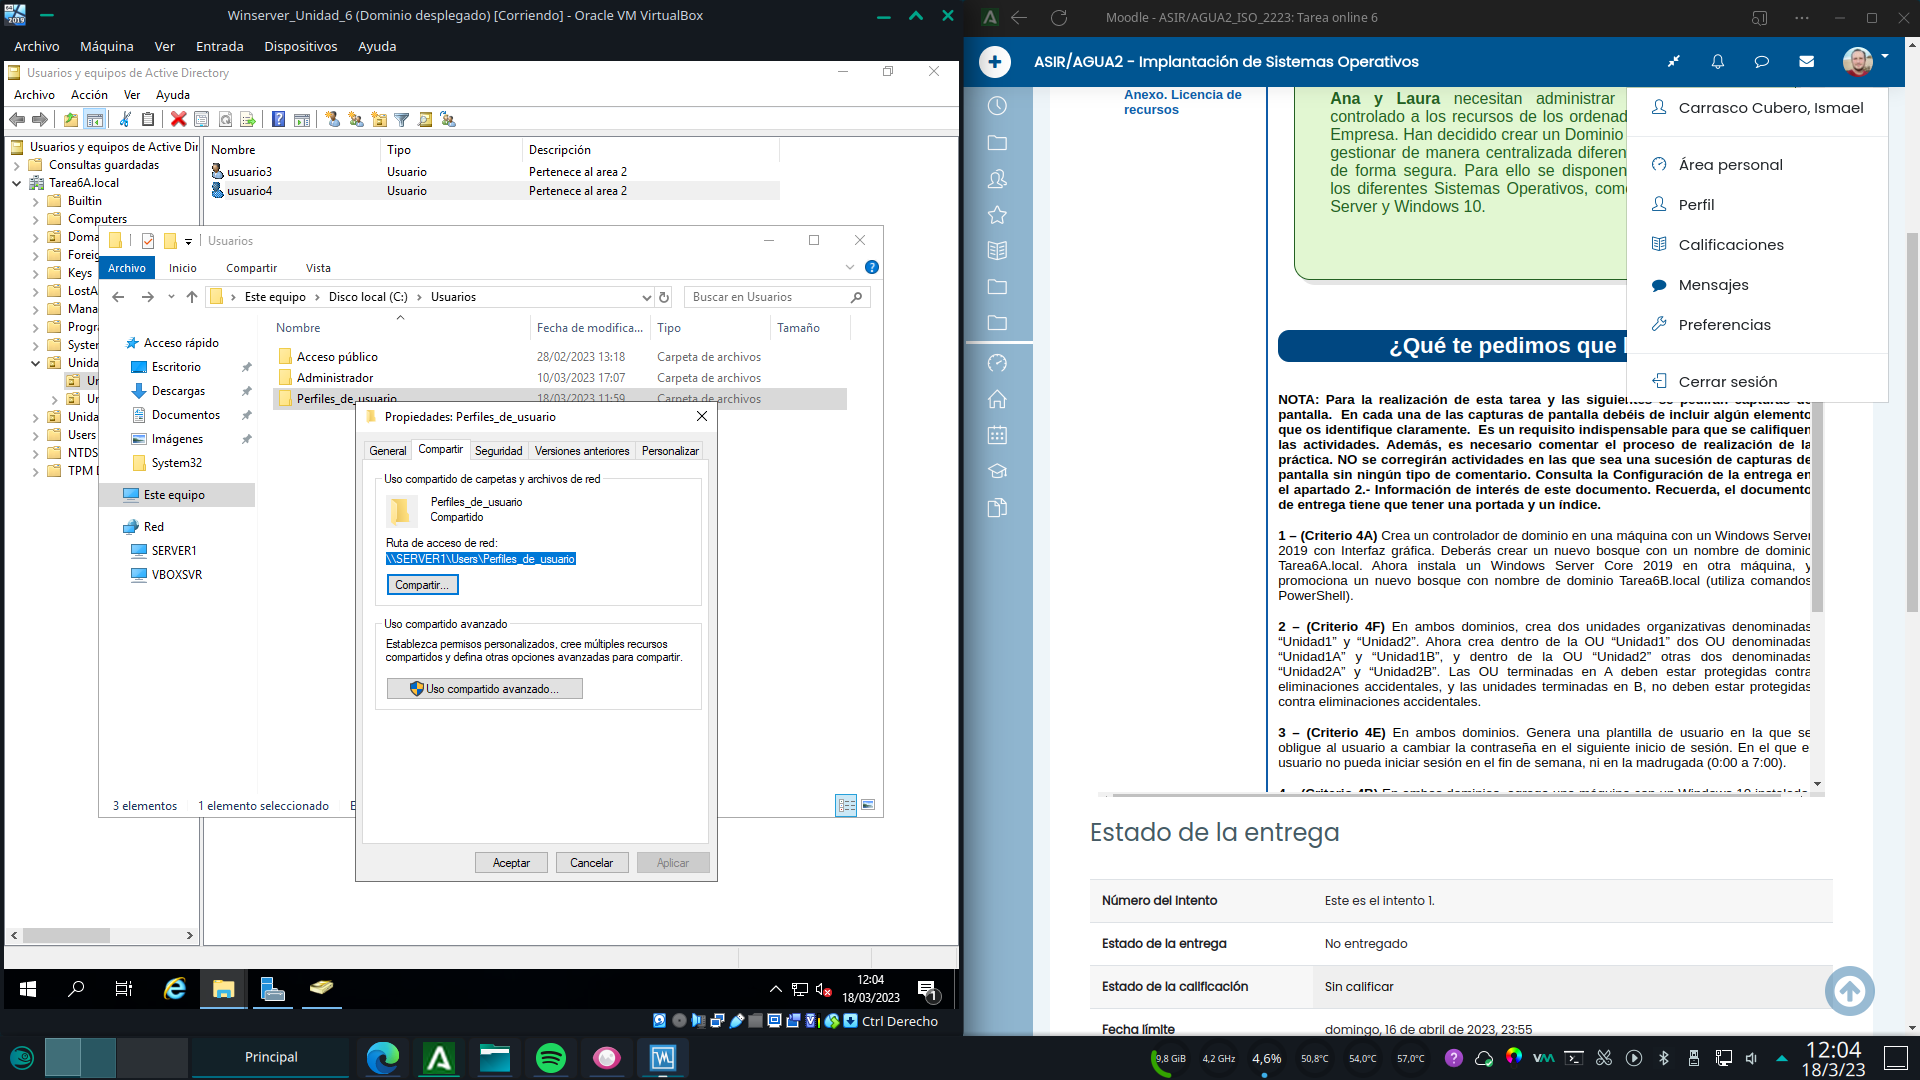 Winserver_Unidad_6 (Dominio desplegado) [Corriendo] - Oracle VM VirtualBox
Archivo Máquina Ver Entrada Dispositivos Ayuda
Usuarios y equipos de Active Directory
Archivo Acción Ver Ayuda
Usuarios y equipos de Active Dir
Consultas guardadas
Tarea6A.local
Builtin
Computers
Doma
Foreig
Keys
LostA
Mana
Progr
Syster
Unida
Ur
Ur
Unida
Users
NTDS
TPM D
Nombre Tipo Descripción
usuario3 Usuario Pertenece al area 2
usuario4 Usuario Pertenece al area 2
Usuarios
Archivo Inicio Compartir Vista
Este equipo Disco local (C:) Usuarios
Buscar en Usuarios
Acceso rápido
Escritorio
Descargas
Documentos
Imágenes
System32
Este equipo
Red
SERVER1
VBOXSVR
Nombre Fecha de modifica... Tipo Tamaño
Acceso público 28/02/2023 13:18 Carpeta de archivos
Administrador 10/03/2023 17:07 Carpeta de archivos
Perfiles_de_usuario 18/03/2023 11:59 Carpeta de archivos
3 elementos 1 elemento seleccionado E
Propiedades: Perfiles_de_usuario
General Compartir Seguridad Versiones anteriores Personalizar
Uso compartido de carpetas y archivos de red
Perfiles_de_usuario
Compartido
Ruta de acceso de red:
\\SERVER1\Users\Perfiles_de_usuario
Compartir...
Uso compartido avanzado
Establezca permisos personalizados, cree múltiples recursos
compartidos y defina otras opciones avanzadas para compartir.
Uso compartido avanzado...
Aceptar Cancelar Aplicar
12:04
18/03/2023
1
Ctrl Derecho
Moodle - ASIR/AGUA2_ISO_2223: Tarea online 6
ASIR/AGUA2 - Implantación de Sistemas Operativos
Anexo. Licencia de
recursos
Ana y Laura necesitan administrar
controlado a los recursos de los ordenad
Empresa. Han decidido crear un Dominio
gestionar de manera centralizada diferen
de forma segura. Para ello se disponen
los diferentes Sistemas Operativos, como
Server y Windows 10.
Carrasco Cubero, Ismael
Área personal
Perfil
Calificaciones
Mensajes
Preferencias
Cerrar sesión
¿Qué te pedimos que
NOTA: Para la realización de esta tarea y las siguientes se pedirán capturas de
pantalla. En cada una de las capturas de pantalla debéis de incluir algún elemento
que os identifique claramente. Es un requisito indispensable para que se califiquen
las actividades. Además, es necesario comentar el proceso de realización de la
práctica. NO se corregirán actividades en las que sea una sucesión de capturas de
pantalla sin ningún tipo de comentario. Consulta la Configuración de la entrega en
el apartado 2.- Información de interés de este documento. Recuerda, el documento
de entrega tiene que tener una portada y un índice.
1 – (Criterio 4A) Crea un controlador de dominio en una máquina con un Windows Server
2019 con Interfaz gráfica. Deberás crear un nuevo bosque con un nombre de dominio
Tarea6A.local. Ahora instala un Windows Server Core 2019 en otra máquina, y
promociona un nuevo bosque con nombre de dominio Tarea6B.local (utiliza comandos
PowerShell).
2 – (Criterio 4F) En ambos dominios, crea dos unidades organizativas denominadas
“Unidad1” y “Unidad2”. Ahora crea dentro de la OU “Unidad1” dos OU denominadas
“Unidad1A” y “Unidad1B”, y dentro de la OU “Unidad2” otras dos denominadas
“Unidad2A” y “Unidad2B”. Las OU terminadas en A deben estar protegidas contra
eliminaciones accidentales, y las unidades terminadas en B, no deben estar protegidas
contra eliminaciones accidentales.
3 – (Criterio 4E) En ambos dominios. Genera una plantilla de usuario en la que se
obligue al usuario a cambiar la contraseña en el siguiente inicio de sesión. En el que e
usuario no pueda iniciar sesión en el fin de semana, ni en la madrugada (0:00 a 7:00).
Estado de la entrega
Número del Intento Este es el intento 1.
Estado de la entrega No entregado
Estado de la calificación Sin calificar
Fecha límite domingo, 16 de abril de 2023, 23:55
Principal
9,8 GiB 4,2 GHz 4,6% 50,8°C 54,0°C 57,0°C
12:04
18/3/23